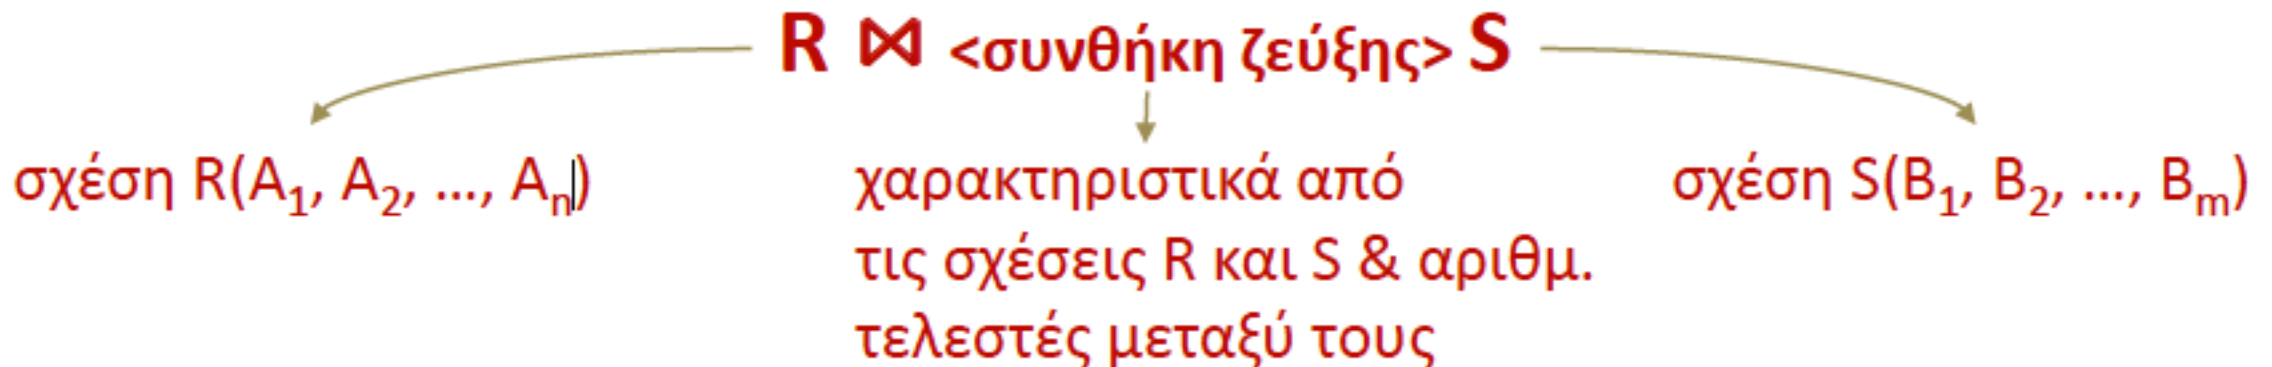 R ⋈ <συνθήκη ζεύξης> S
σχέση R(A₁, A₂, ..., Aₙ)
χαρακτηριστικά από
τις σχέσεις R και S & αριθμ.
τελεστές μεταξύ τους
σχέση S(B₁, B₂, ..., Bₘ)